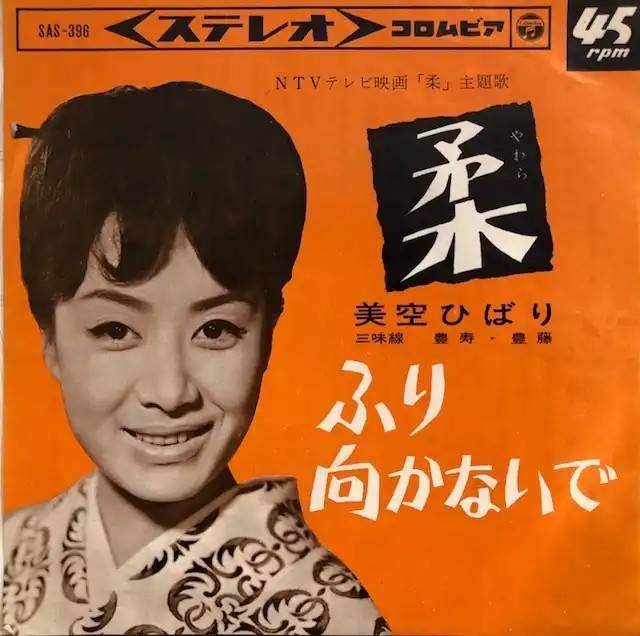 SAS-396
<ステレオ>
コロムビア
45
rpm
NTVテレビ映画「柔」主題歌
やわら
柔
美空ひばり
三味線 豊寿・豊藤
ふり
向かないで